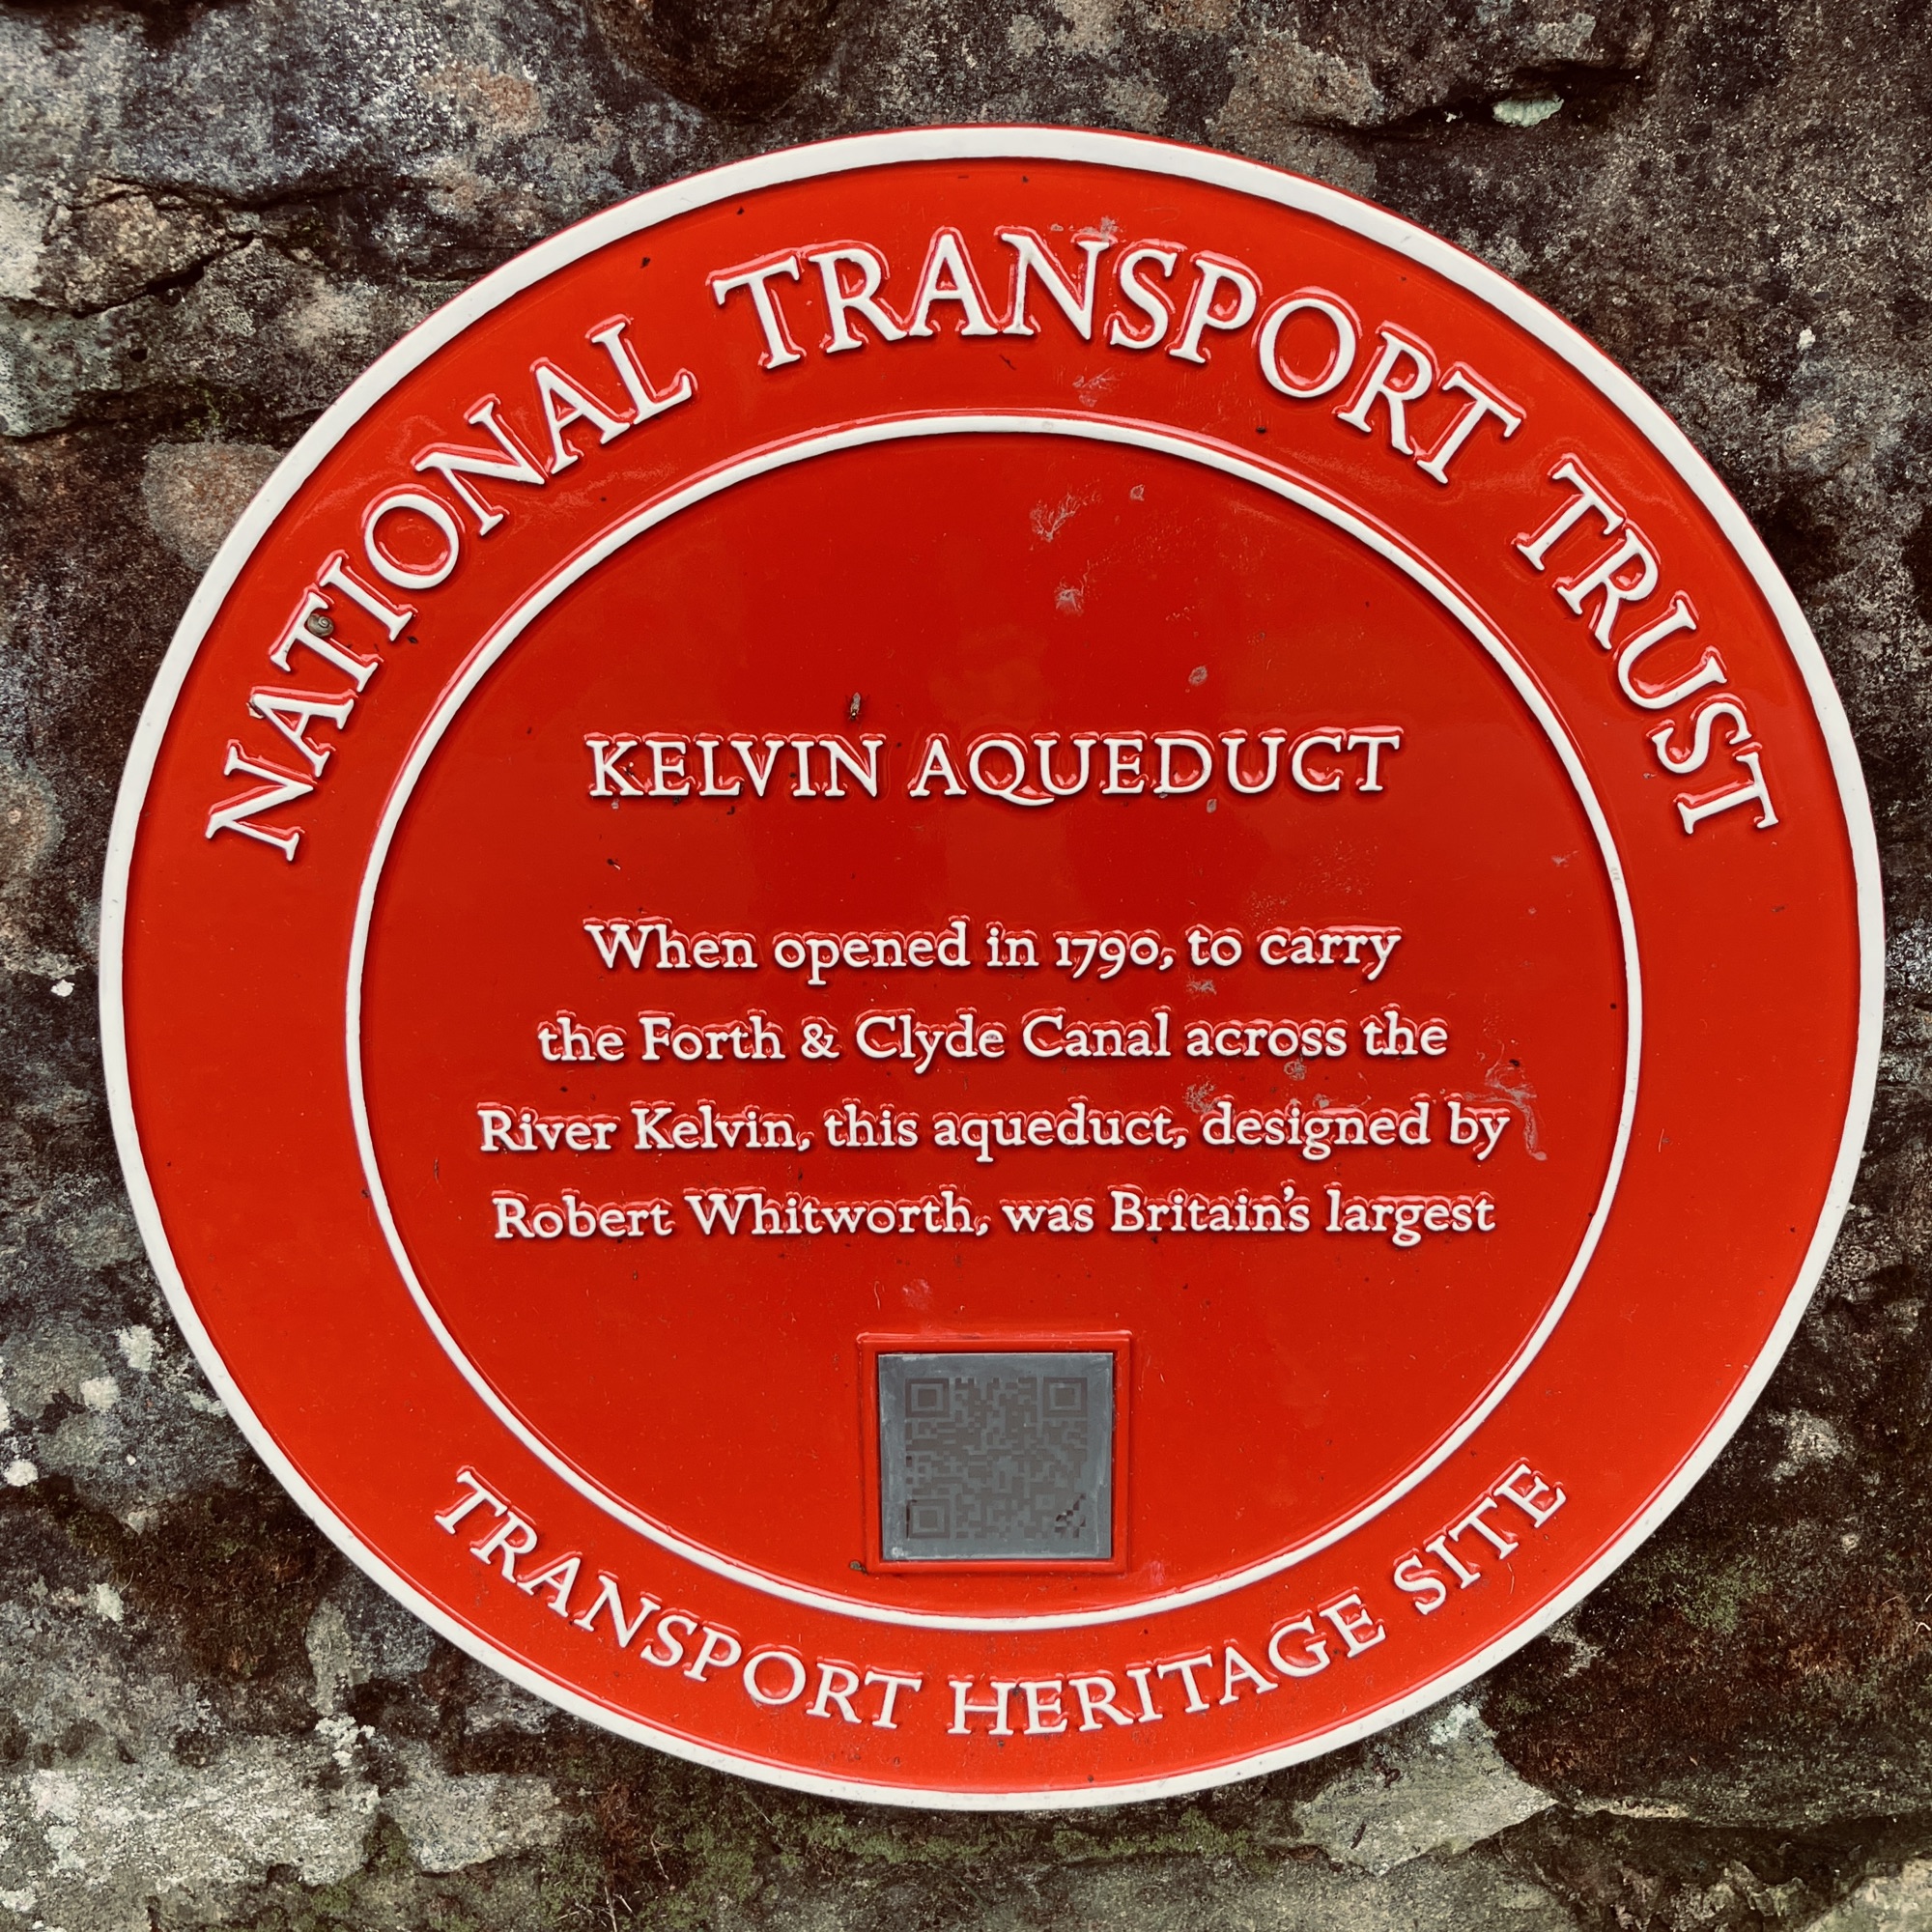 NATIONAL TRANSPORT TRUST
KELVIN AQUEDUCT
When opened in 1790, to carry
the Forth & Clyde Canal across the
River Kelvin, this aqueduct, designed by
Robert Whitworth, was Britain's largest
TRANSPORT HERITAGE SITE